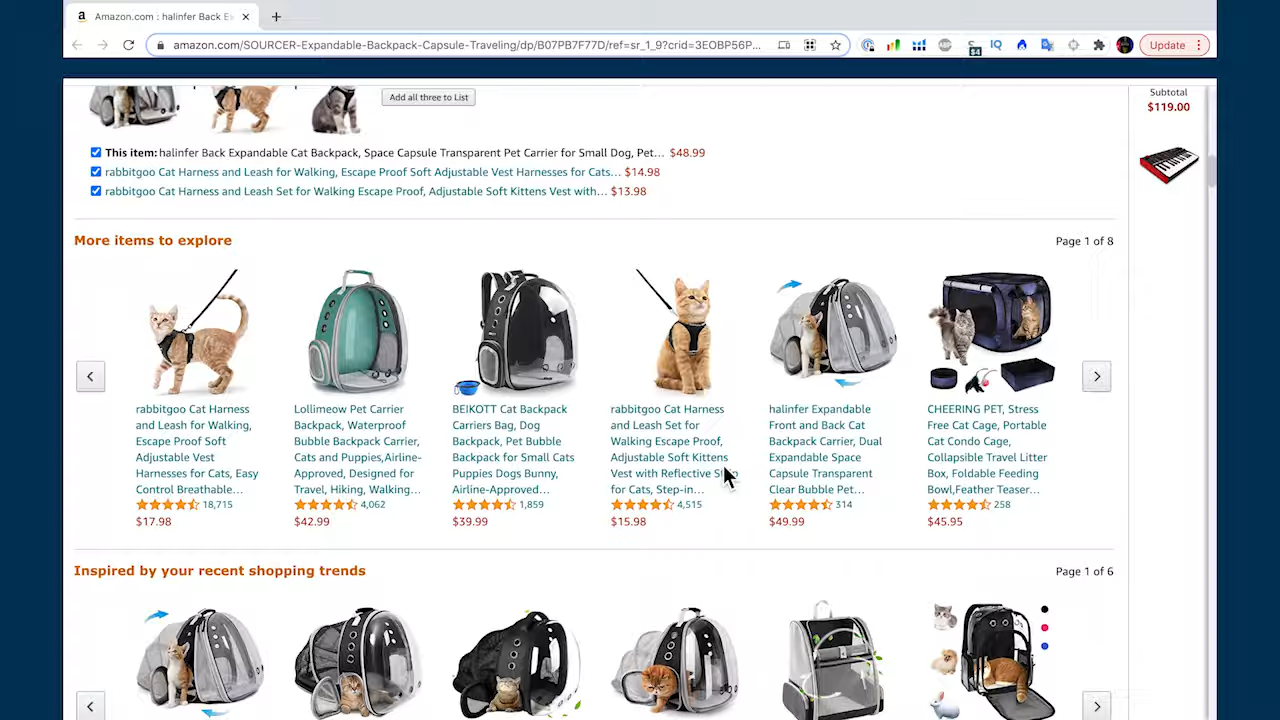 Amazon.com : halinfer Back E
amazon.com/SOURCER-Expandable-Backpack-Capsule-Traveling/dp/B07PB7F77D/ref=sr_1_9?crid=3EOBP56P...
$4
IQ
Update
Add all three to List
Subtotal
$119.00
This item: halinfer Back Expandable Cat Backpack, Space Capsule Transparent Pet Carrier for Small Dog, Pet... $48.99
rabbitgoo Cat Harness and Leash for Walking, Escape Proof Soft Adjustable Vest Harnesses for Cats... $14.98
rabbitgoo Cat Harness and Leash Set for Walking Escape Proof, Adjustable Soft Kittens Vest with... $13.98
More items to explore
Page 1 of 8
rabbitgoo Cat Harness
and Leash for Walking,
Escape Proof Soft
Adjustable Vest
Harnesses for Cats, Easy
Control Breathable...
18,715
$17.98
Lollimeow Pet Carrier
Backpack, Waterproof
Bubble Backpack Carrier,
Cats and Puppies,Airline-
Approved, Designed for
Travel, Hiking, Walking...
4,062
$42.99
BEIKOTT Cat Backpack
Carriers Bag, Dog
Backpack, Pet Bubble
Backpack for Small Cats
Puppies Dogs Bunny,
Airline-Approved...
1,859
$39.99
rabbitgoo Cat Harness
and Leash Set for
Walking Escape Proof,
Adjustable Soft Kittens
Vest with Reflective
for Cats, Step-in...
4,515
$15.98
halinfer Expandable
Front and Back Cat
Backpack Carrier, Dual
Expandable Space
Capsule Transparent
Clear Bubble Pet...
314
$49.99
CHEERING PET, Stress
Free Cat Cage, Portable
Cat Condo Cage,
Collapsible Travel Litter
Box, Foldable Feeding
Bowl,Feather Teaser...
258
$45.95
Inspired by your recent shopping trends
Page 1 of 6